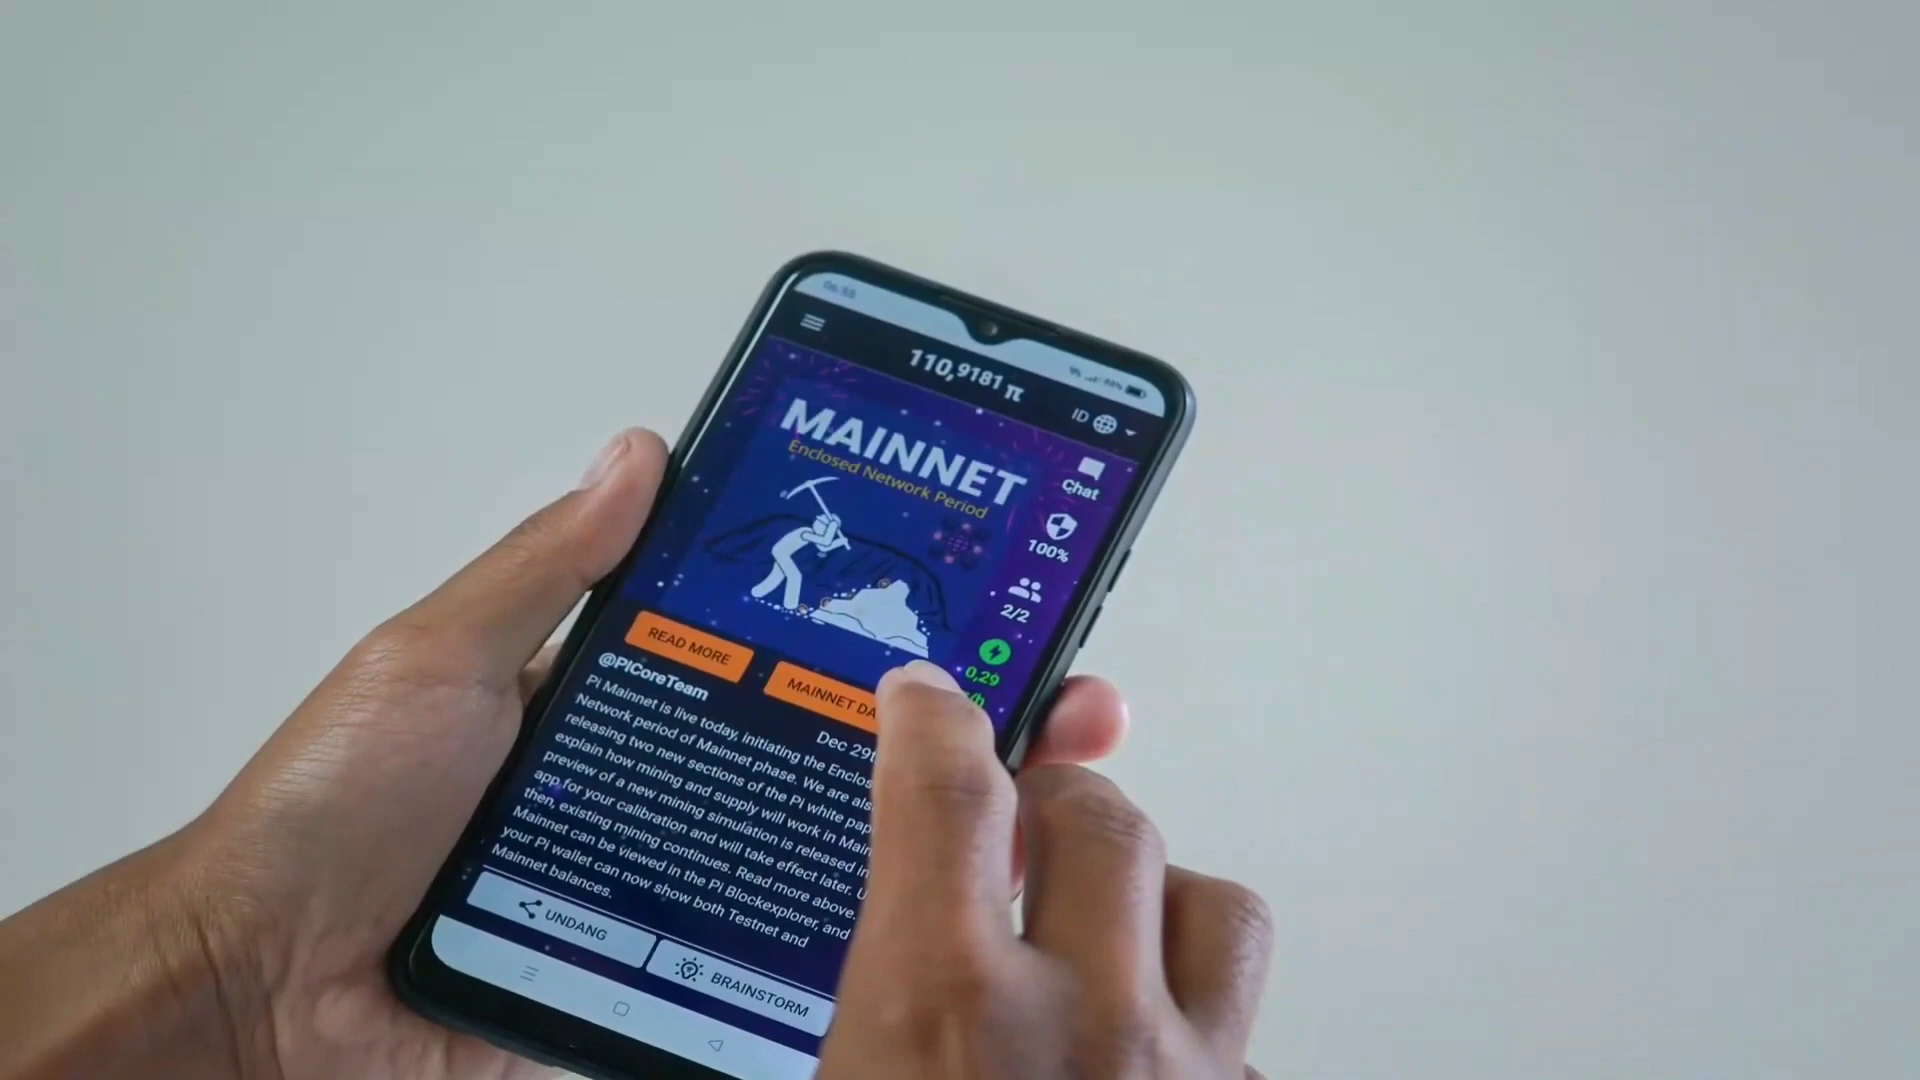 110,9181 π
ID
MAINNET
Enclosed Network Period
Chat
100%
2/2
0,29
/h
READ MORE
MAINNET DA
@PiCoreTeam
Dec 29t
Pi Mainnet is live today, initiating the Enclos
Network period of Mainnet phase. We are als
releasing two new sections of the Pi white pap
explain how mining and supply will work in Main
preview of a new mining simulation is released in
app for your calibration and will take effect later. U
then, existing mining continues. Read more above.
Mainnet can be viewed in the Pi Blockexplorer, and
your Pi wallet can now show both Testnet and
Mainnet balances.
UNDANG
BRAINSTORM